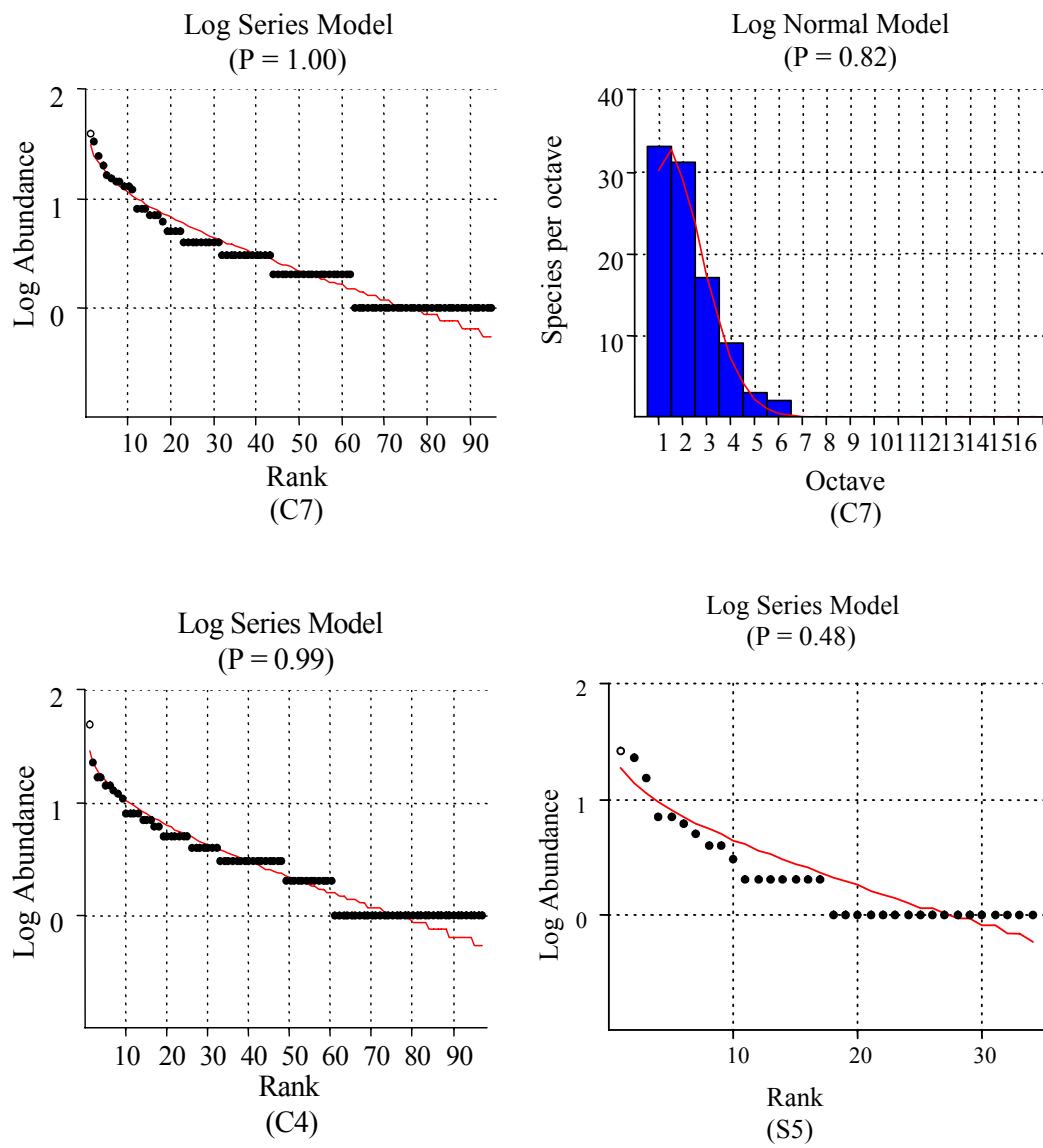 Log Series Model
(P = 1.00)
2
1
0
Log Abundance
10 20 30 40 50 60 70 80 90
Rank
(C7)
Log Normal Model
(P = 0.82)
40
30
20
10
Species per octave
1 2 3 4 5 6 7 8 9 10 11 12 13 14 15 16
Octave
(C7)
Log Series Model
(P = 0.99)
2
1
0
Log Abundance
10 20 30 40 50 60 70 80 90
Rank
(C4)
Log Series Model
(P = 0.48)
2
1
0
Log Abundance
10 20 30
Rank
(S5)